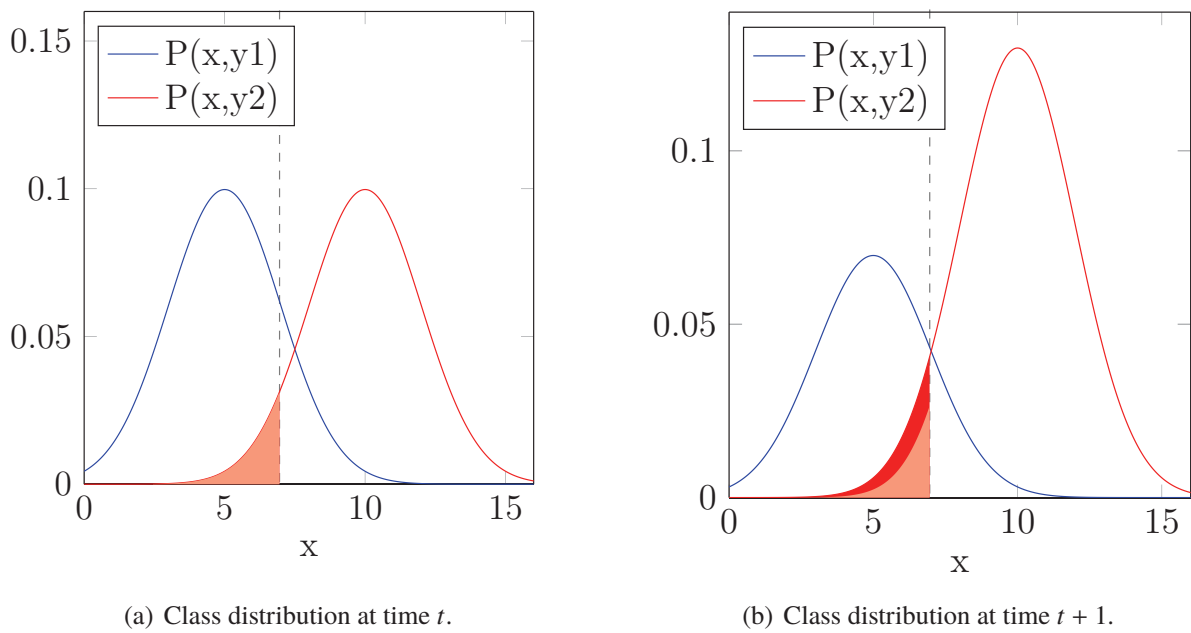 P(x,y1)
P(x,y2)
0.15
0.1
0.05
0
0 5 10 15
x
(a) Class distribution at time t.
P(x,y1)
P(x,y2)
0.1
0.05
0
0 5 10 15
x
(b) Class distribution at time t + 1.